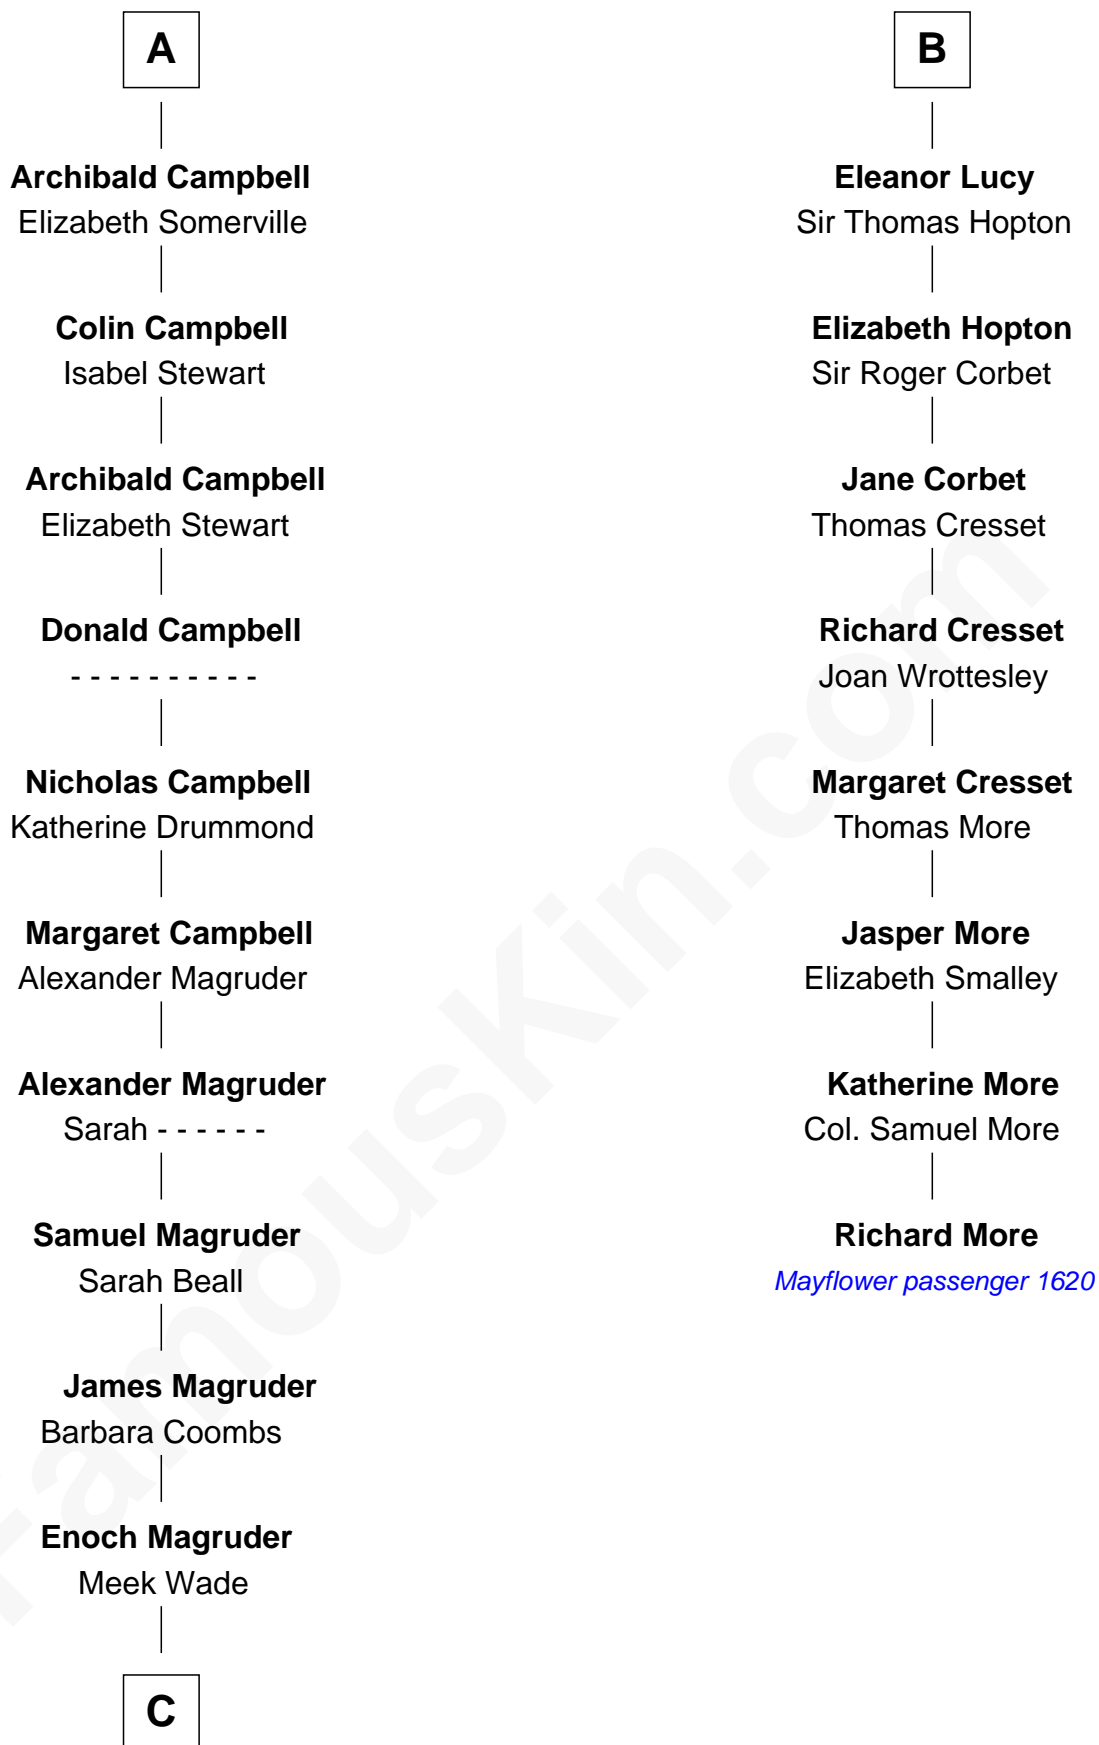 A
Archibald Campbell
Elizabeth Somerville
Colin Campbell
Isabel Stewart
Archibald Campbell
Elizabeth Stewart
Donald Campbell
- - - - - - - - - -
Nicholas Campbell
Katherine Drummond
Margaret Campbell
Alexander Magruder
Alexander Magruder
Sarah - - - - - -
Samuel Magruder
Sarah Beall
James Magruder
Barbara Coombs
Enoch Magruder
Meek Wade
C
B
Eleanor Lucy
Sir Thomas Hopton
Elizabeth Hopton
Sir Roger Corbet
Jane Corbet
Thomas Cresset
Richard Cresset
Joan Wrottesley
Margaret Cresset
Thomas More
Jasper More
Elizabeth Smalley
Katherine More
Col. Samuel More
Richard More
Mayflower passenger 1620
FamousKin.com